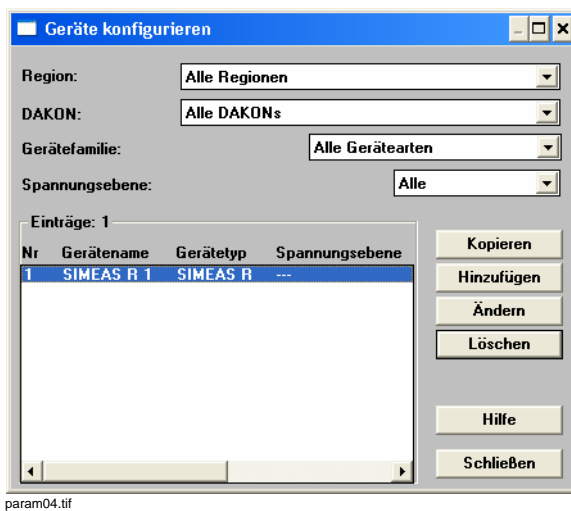 Geräte konfigurieren
Region: Alle Regionen
DAKON: Alle DAKONs
Gerätefamilie: Alle Gerätearten
Spannungsebene: Alle
Einträge: 1
Nr Gerätename Gerätetyp Spannungsebene
1 SIMEAS R 1 SIMEAS R ---
Kopieren
Hinzufügen
Ändern
Löschen
Hilfe
Schließen
param04.tif